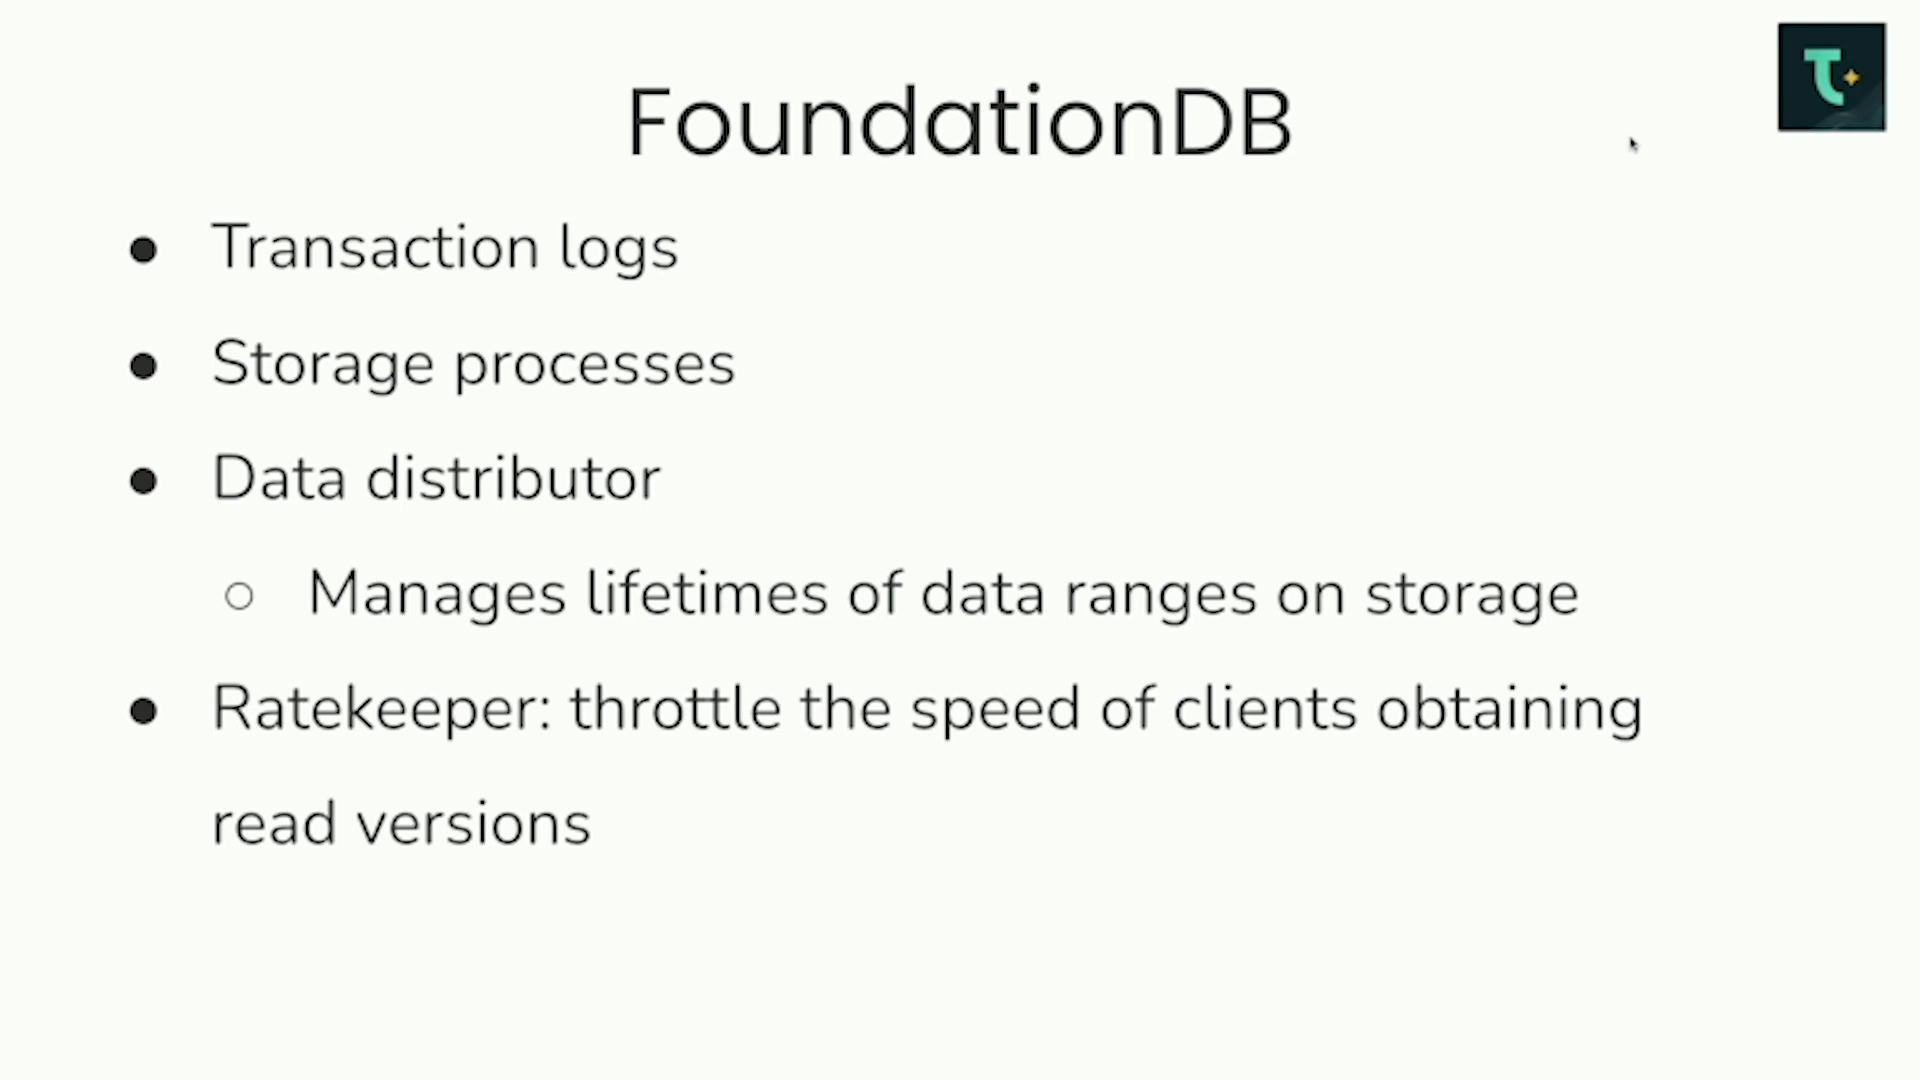 FoundationDB
● Transaction logs
● Storage processes
● Data distributor
○ Manages lifetimes of data ranges on storage
● Ratekeeper: throttle the speed of clients obtaining
read versions